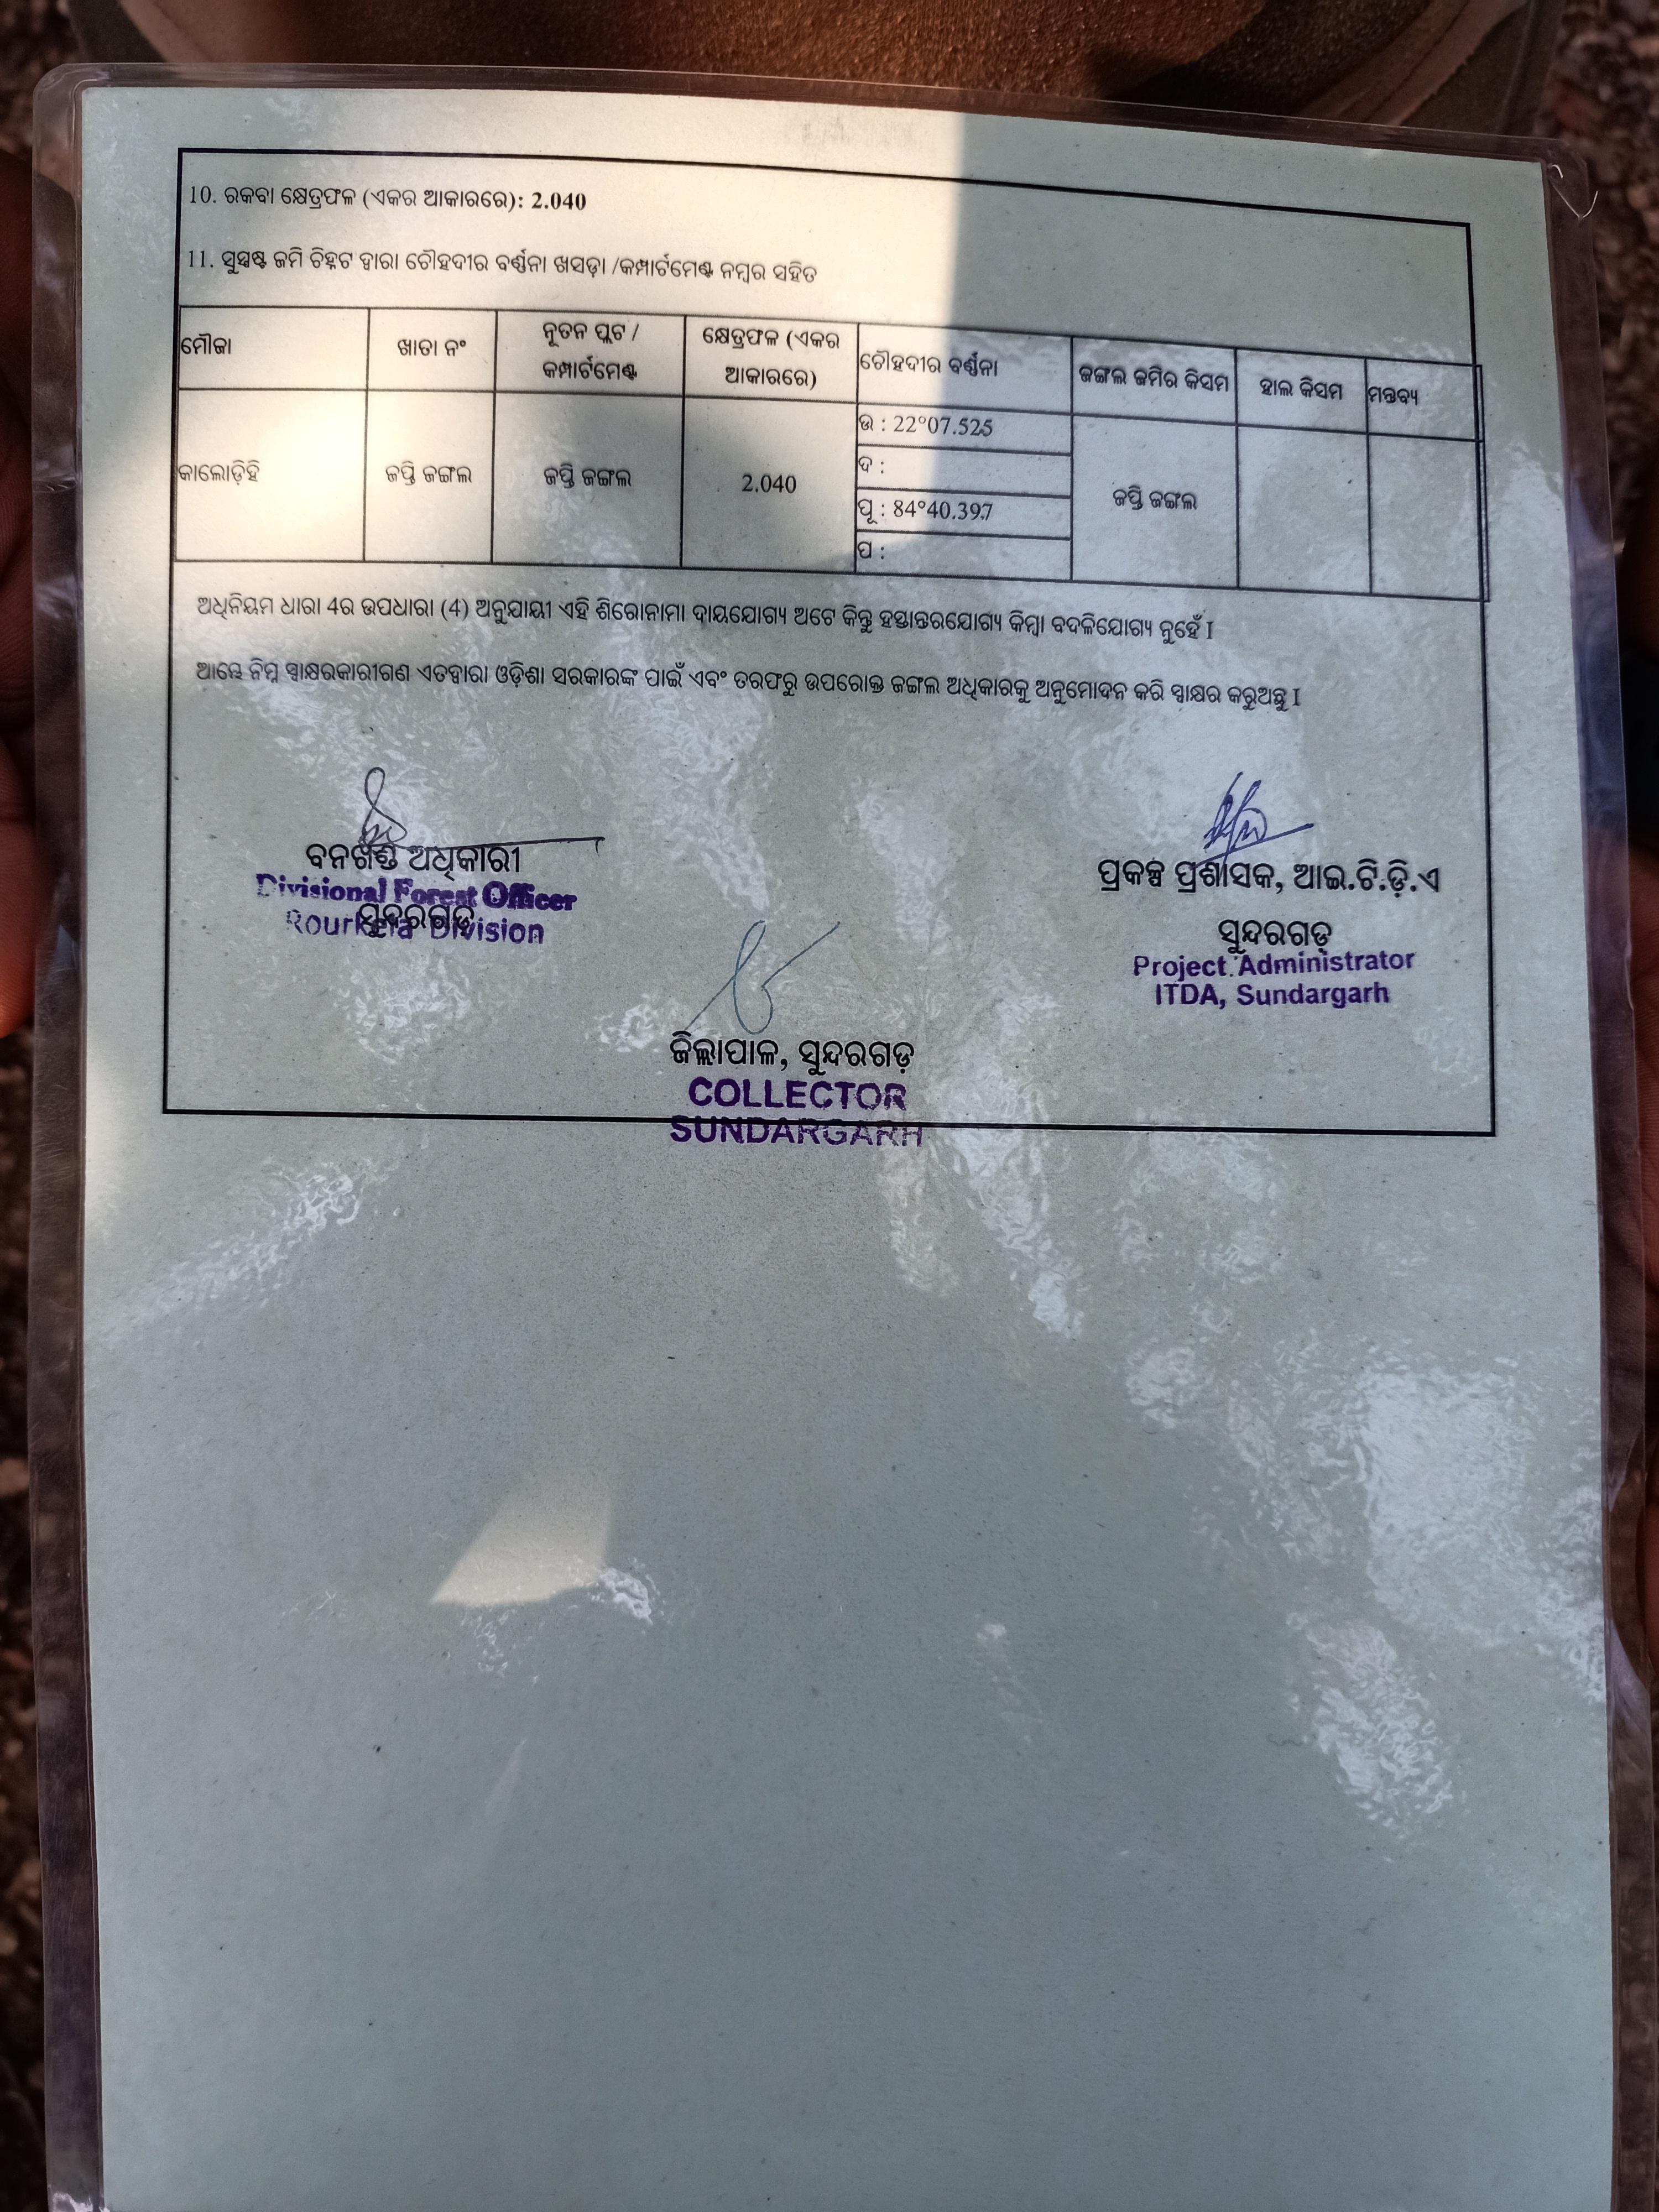 10. ରକବା କ୍ଷେତ୍ରଫଳ (ଏକର ଆକାରରେ): 2.040
11. ସୁସ୍ପଷ୍ଟ ଜମି ଚିହ୍ନଟ ଦ୍ୱାରା ଚୌହଦୀର ବର୍ଣ୍ଣନା ଖସଡ଼ା /କମ୍ପାର୍ଟମେଣ୍ଟ ନମ୍ବର ସହିତ
ମୌଜା
ଖାତା ନଂ
ନୂତନ ପ୍ଲଟ /
କମ୍ପାର୍ଟମେଣ୍ଟ
କ୍ଷେତ୍ରଫଳ (ଏକର
ଆକାରରେ)
ଚୌହଦୀର ବର୍ଣ୍ଣନା
ଜଙ୍ଗଲ ଜମିର କିସମ
ହାଲ କିସମ
ମନ୍ତବ୍ୟ
କାଲୋଡ଼ିହି
ଜପ୍ତି ଜଙ୍ଗଲ
ଜପ୍ତି ଜଙ୍ଗଲ
2.040
ଉ : 22°07.525
ଦ :
ପୂ : 84°40.397
ପ :
ଜପ୍ତି ଜଙ୍ଗଲ
ଅଧିନିୟମ ଧାରା 4ର ଉପଧାରା (4) ଅନୁଯାୟୀ ଏହି ଶିରୋନାମା ଦାୟଯୋଗ୍ୟ ଅଟେ କିନ୍ତୁ ହସ୍ତାନ୍ତରଯୋଗ୍ୟ କିମ୍ବା ବଦଳିଯୋଗ୍ୟ ନୁହେଁ I
ଆମ୍ଭେ ନିମ୍ନ ସ୍ୱାକ୍ଷରକାରୀଗଣ ଏତଦ୍ୱାରା ଓଡ଼ିଶା ସରକାରଙ୍କ ପାଇଁ ଏବଂ ତରଫରୁ ଉପରୋକ୍ତ ଜଙ୍ଗଲ ଅଧିକାରକୁ ଅନୁମୋଦନ କରି ସ୍ୱାକ୍ଷର କରୁଅଛୁ I
ବନଖଣ୍ଡ ଅଧିକାରୀ
Divisional Forest Officer
ସୁନ୍ଦରଗଡ଼
Rourkela Division
ପ୍ରକଳ୍ପ ପ୍ରଶାସକ, ଆଇ.ଟି.ଡ଼ି.ଏ
ସୁନ୍ଦରଗଡ଼
Project Administrator
ITDA, Sundargarh
ଜିଲ୍ଲାପାଳ, ସୁନ୍ଦରଗଡ଼
COLLECTOR
SUNDARGARH